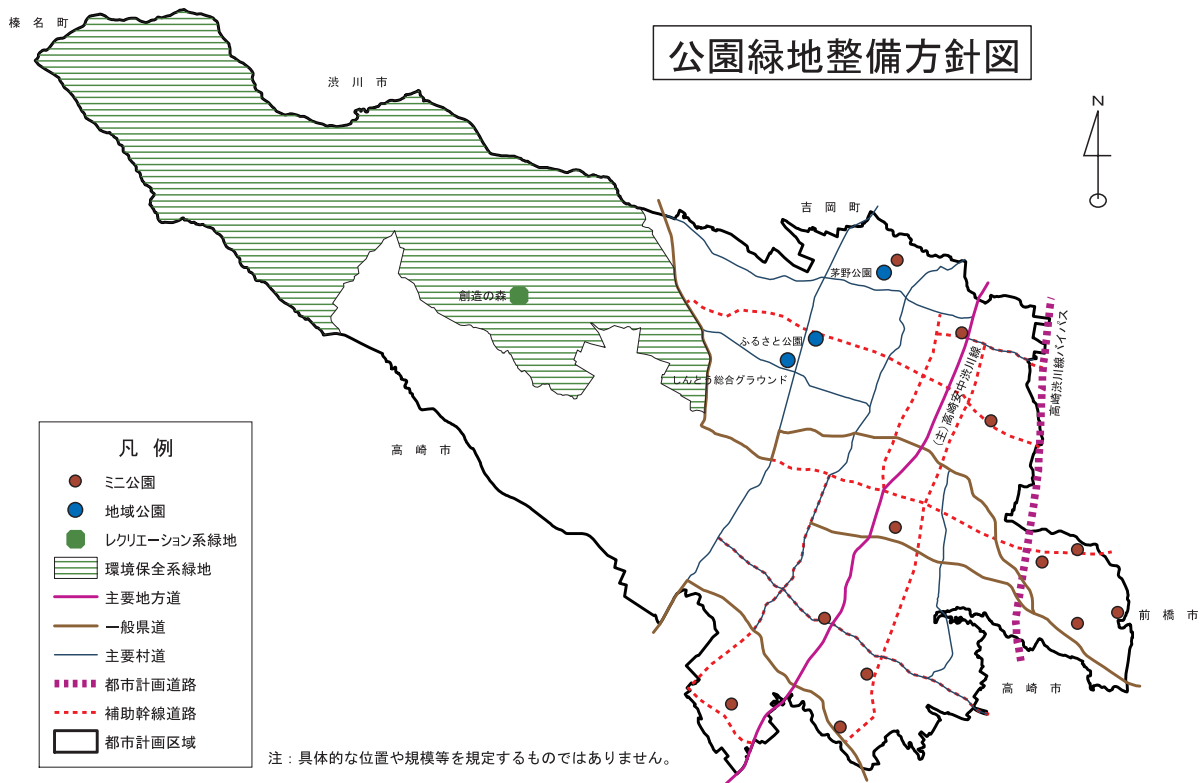 公園緑地整備方針図
榛名町
渋川市
N
吉岡町
茅野公園
創造の森
ふるさと公園
しんとう総合グラウンド
(主)高崎安中渋川線
高崎渋川線バイパス
高崎市
前橋市
高崎市
凡例
ミニ公園
地域公園
レクリエーション系緑地
環境保全系緑地
主要地方道
一般県道
主要村道
都市計画道路
補助幹線道路
都市計画区域
注：具体的な位置や規模等を規定するものではありません。